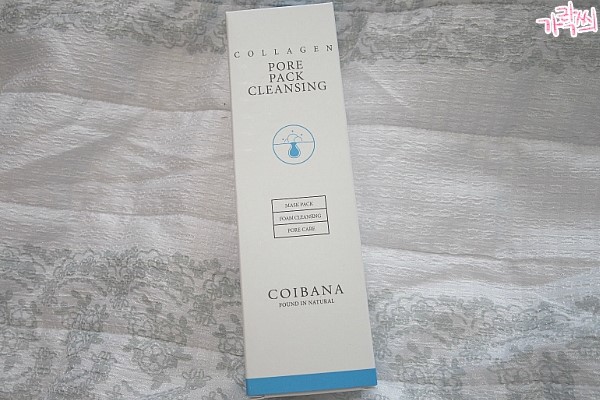 가락씨
COLLAGEN
PORE
PACK
CLEANSING
MASK PACK
FOAM CLEANSING
PORE CARE
COIBANA
FOUND IN NATURAL